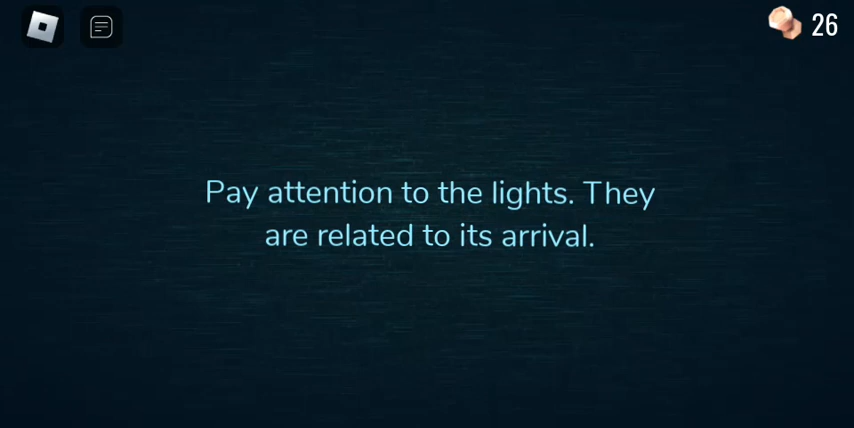 26
Pay attention to the lights. They
are related to its arrival.